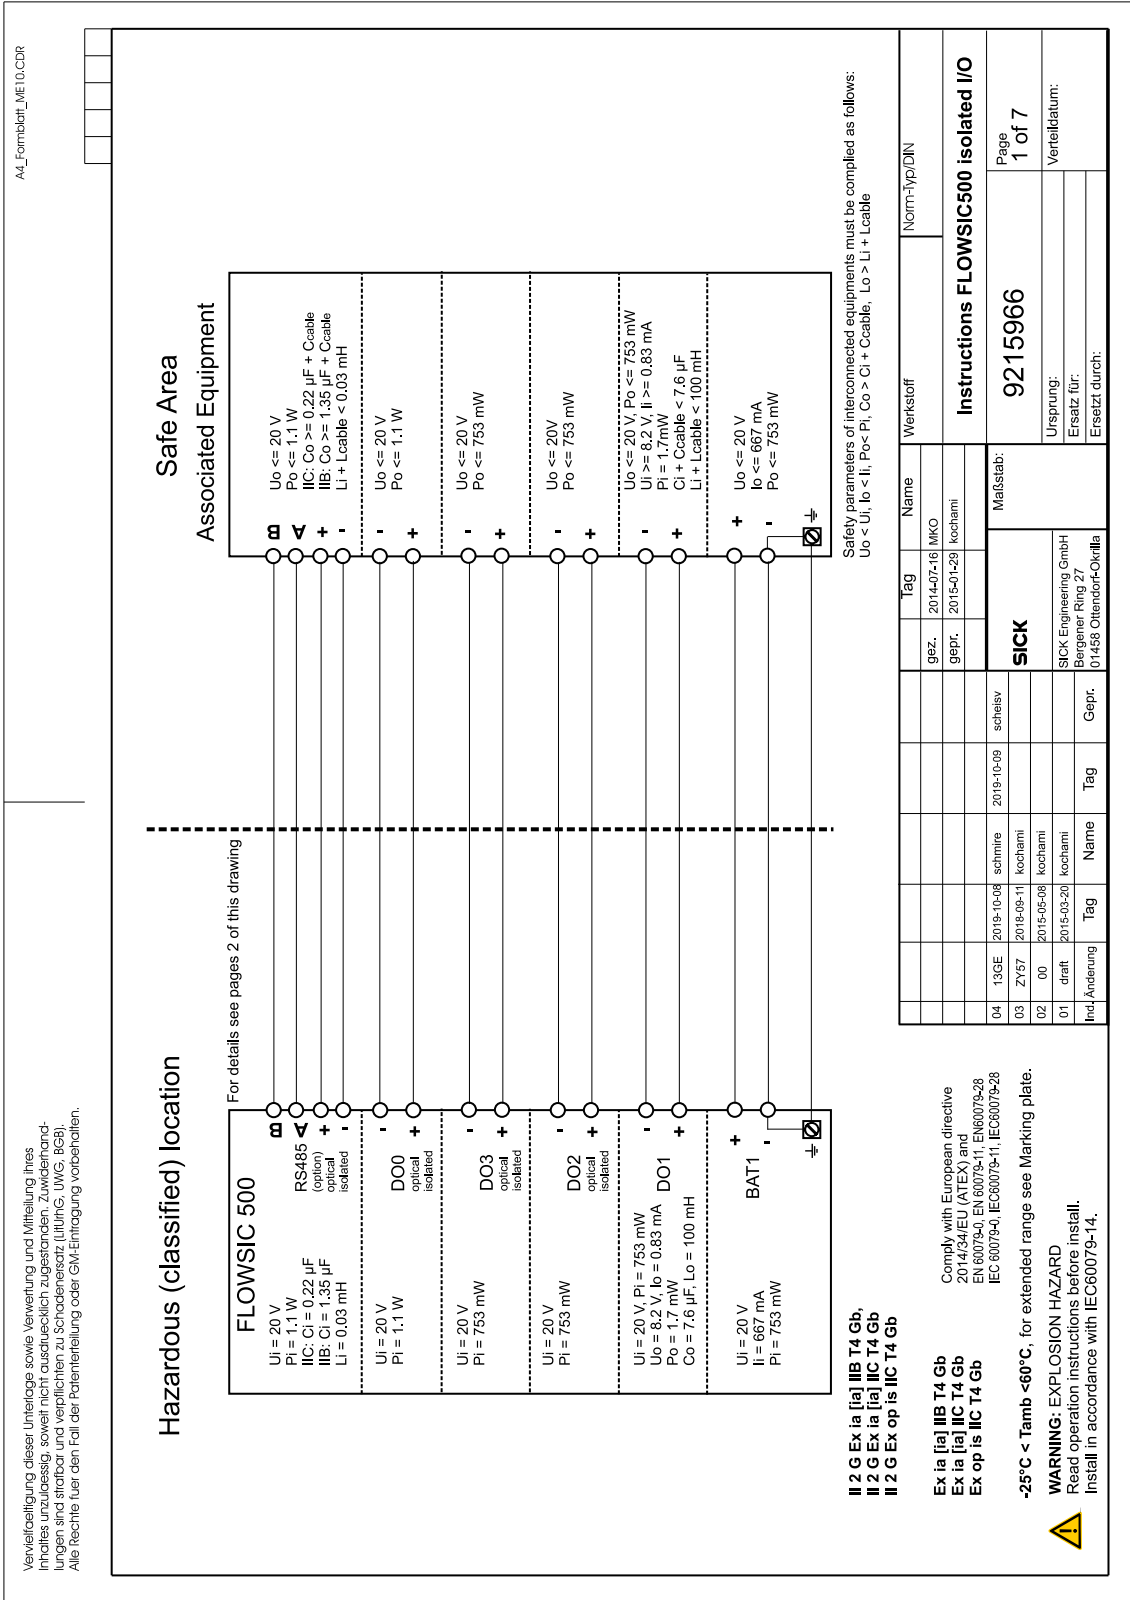 Vervielfaeltigung dieser Unterlage sowie Verwertung und Mitteilung ihres
Inhaltes unzulaessig, soweit nicht ausdruecklich zugestanden. Zuwiderhand-
lungen sind strafbar und verpflichten zu Schadenersatz (LitUrhG, UWG, BGB).
Alle Rechte fuer den Fall der Patenterteilung oder GM-Eintragung vorbehalten.
A4_Formblatt_ME10.CDR
Hazardous (classified) location
Safe Area
Associated Equipment
For details see pages 2 of this drawing
FLOWSIC 500
Ui = 20 V
Pi = 1.1 W
IIC: Ci = 0.22 µF
IIB: Ci = 1.35 µF
Li = 0.03 mH
RS485
(option)
optical
isolated
B
A
+
-
B
A
+
-
Uo <= 20 V
Po <= 1.1 W
IIC: Co >= 0.22 µF + Ccable
IIB: Co >= 1.35 µF + Ccable
Li + Lcable < 0.03 mH
Ui = 20 V
Pi = 1.1 W
DO0
optical
isolated
-
+
-
+
Uo <= 20 V
Po <= 1.1 W
Ui = 20 V
Pi = 753 mW
DO3
optical
isolated
-
+
-
+
Uo <= 20 V
Po <= 753 mW
Ui = 20 V
Pi = 753 mW
DO2
optical
isolated
-
+
-
+
Uo <= 20V
Po <= 753 mW
Ui = 20 V, Pi = 753 mW
Uo = 8.2 V, Io = 0.83 mA
Po = 1.7 mW
Co = 7.6 µF, Lo = 100 mH
DO1
-
+
-
+
Uo <= 20 V, Po <= 753 mW
Ui >= 8.2 V, Ii >= 0.83 mA
Pi = 1.7mW
Ci + Ccable < 7.6 µF
Li + Lcable < 100 mH
Ui = 20 V
Ii = 667 mA
Pi = 753 mW
BAT1
+
-
+
-
Uo <= 20 V
Io <= 667 mA
Po <= 753 mW
Safety parameters of interconnected equipments must be complied as follows:
Uo < Ui, Io < Ii, Po< Pi, Co > Ci + Ccable, Lo > Li + Lcable
II 2 G Ex ia [ia] IIB T4 Gb,
II 2 G Ex ia [ia] IIC T4 Gb
II 2 G Ex op is IIC T4 Gb
Ex ia [ia] IIB T4 Gb
Ex ia [ia] IIC T4 Gb
Ex op is IIC T4 Gb
Comply with European directive
2014/34/EU (ATEX) and
EN 60079-0, EN 60079-11, EN60079-28
IEC 60079-0, IEC60079-11, IEC60079-28
-25°C < Tamb <60°C, for extended range see Marking plate.
WARNING: EXPLOSION HAZARD
Read operation instructions before install.
Install in accordance with IEC60079-14.
04 13GE 2019-10-08 schmire 2019-10-09 scheisv
03 ZY57 2018-09-11 kochami
02 00 2015-05-08 kochami
01 draft 2015-03-20 kochami
Ind. Änderung Tag Name Tag Gepr.
Tag Name
gez. 2014-07-16 MKO
gepr. 2015-01-29 kochami
SICK
SICK Engineering GmbH
Bergener Ring 27
01458 Ottendorf-Okrilla
Maßstab:
Werkstoff
Norm-Typ/DIN
Instructions FLOWSIC500 isolated I/O
9215966
Page
1 of 7
Ursprung:
Ersatz für:
Ersetzt durch:
Verteildatum: